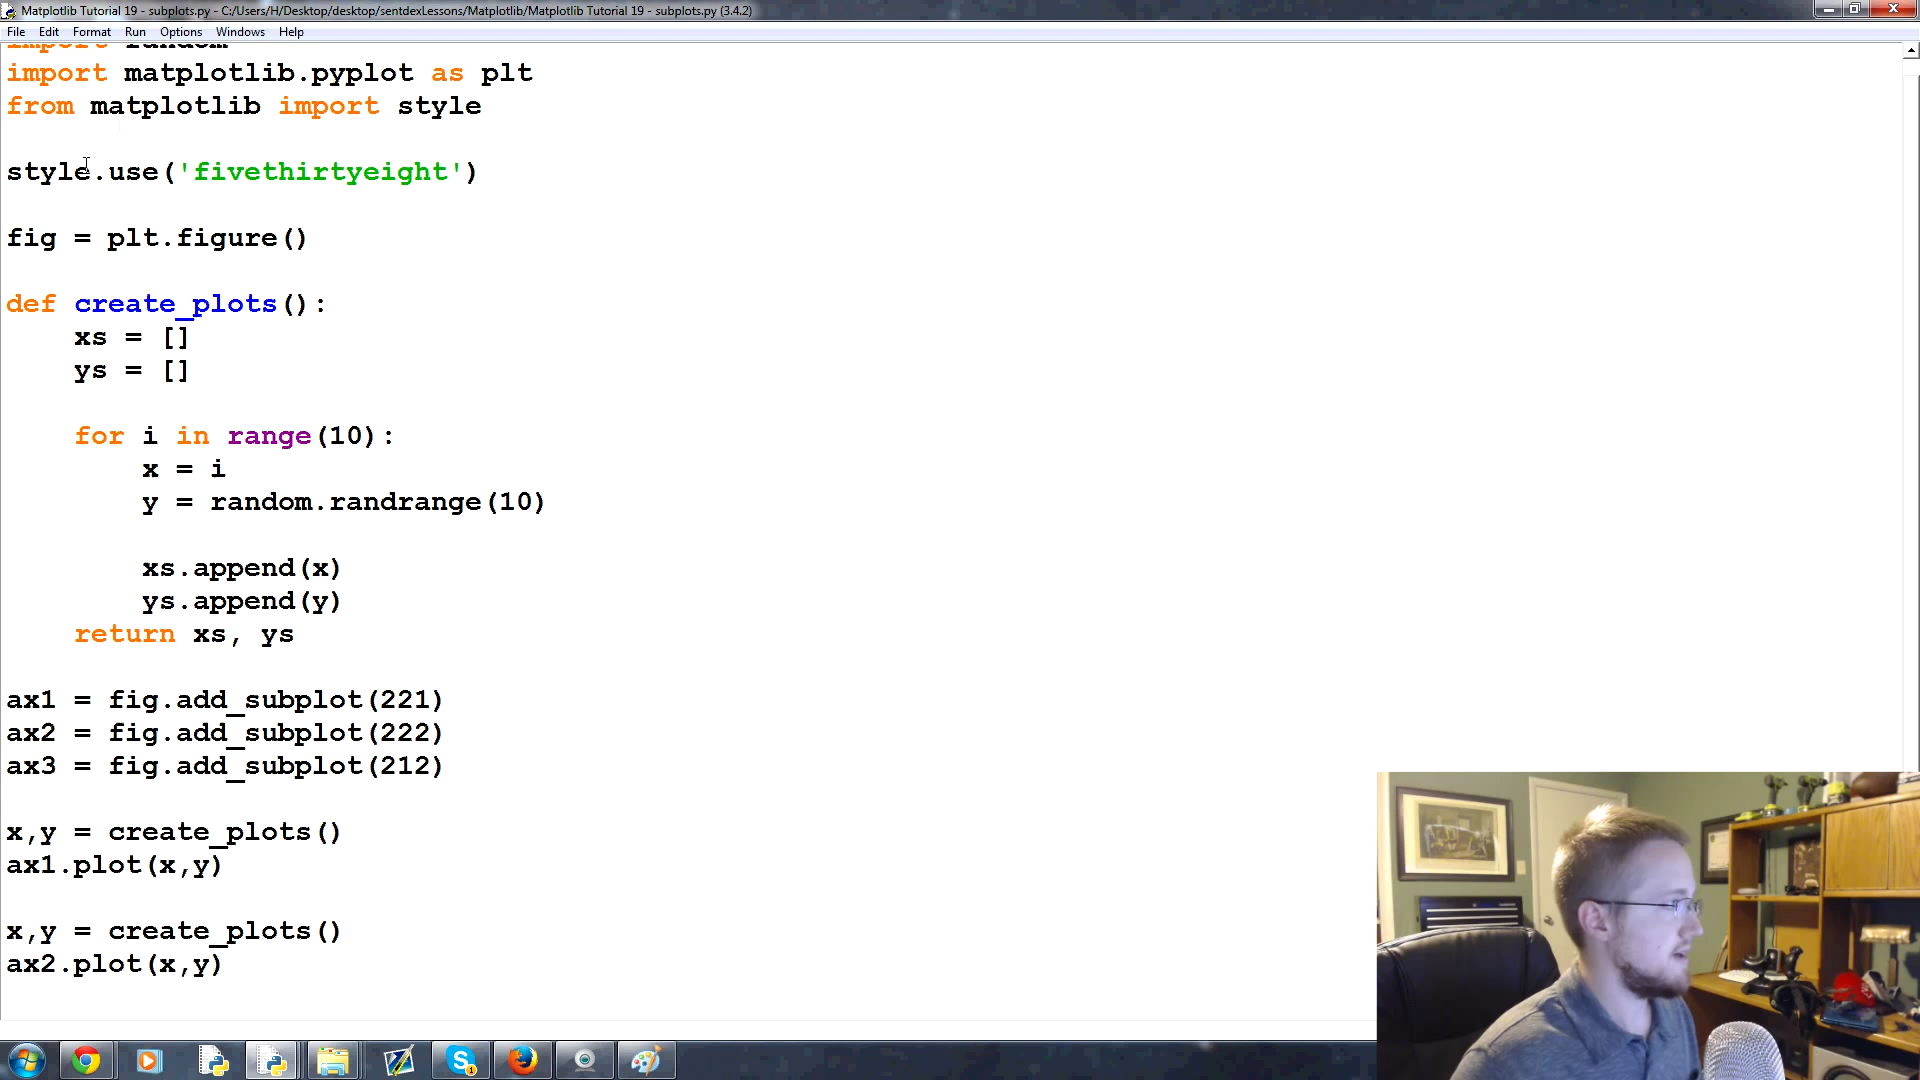 Matplotlib Tutorial 19 - subplots.py - C:/Users/H/Desktop/desktop/sentdexLessons/Matplotlib/Matplotlib Tutorial 19 - subplots.py (3.4.2)
File Edit Format Run Options Windows Help
import random
import matplotlib.pyplot as plt
from matplotlib import style
style.use('fivethirtyeight')
fig = plt.figure()
def create_plots():
xs = []
ys = []
for i in range(10):
x = i
y = random.randrange(10)
xs.append(x)
ys.append(y)
return xs, ys
ax1 = fig.add_subplot(221)
ax2 = fig.add_subplot(222)
ax3 = fig.add_subplot(212)
x,y = create_plots()
ax1.plot(x,y)
x,y = create_plots()
ax2.plot(x,y)